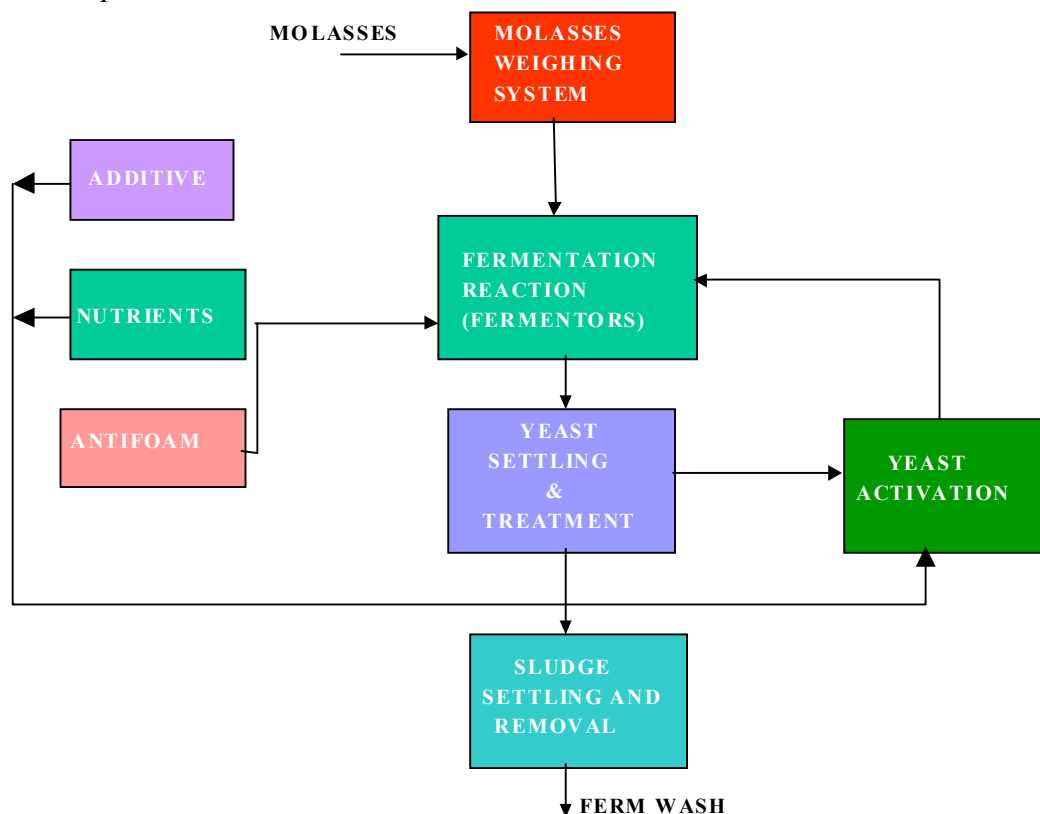 MOLASSES
MOLASSES
WEIGHING
SYSTEM
ADDITIVE
FERMENTATION
REACTION
(FERMENTORS)
NUTRIENTS
ANTIFOAM
YEAST
SETTLING
&
TREATMENT
YEAST
ACTIVATION
SLUDGE
SETTLING AND
REMOVAL
FERM WASH